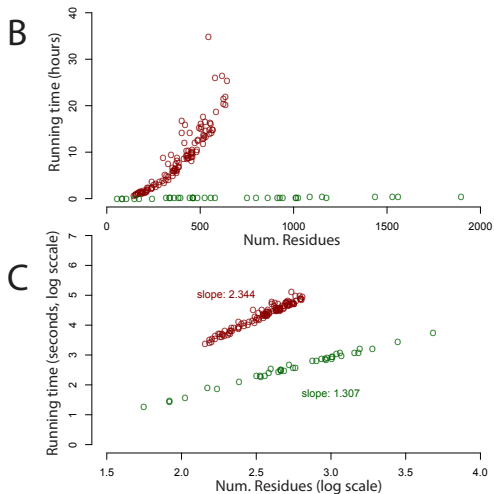 B
Running time (hours)
40
30
20
10
0
0 500 1000 1500 2000
Num. Residues
C
Running time (seconds, log sccale)
7
6
5
4
3
2
1
0
slope: 2.344
slope: 1.307
1.5 2.0 2.5 3.0 3.5 4.0
Num. Residues (log scale)